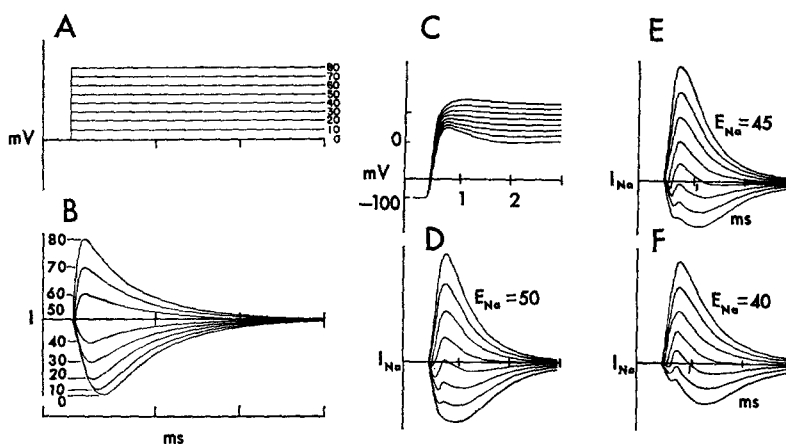 A
80
70
60
50
40
30
20
10
0
mV
B
80
70
60
50
40
30
20
10
0
I
ms
C
0
mV
-100
1
2
D
E_Na = 50
I_Na
E
E_Na = 45
I_Na
1
ms
F
E_Na = 40
I_Na
ms